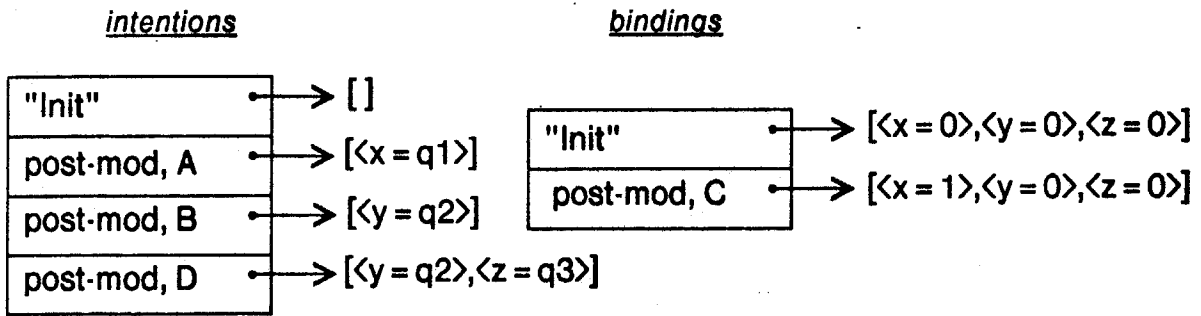 intentions
bindings
"Init" []
post-mod, A [<x = q1>]
post-mod, B [<y = q2>]
post-mod, D [<y = q2>,<z = q3>]
"Init" [<x = 0>,<y = 0>,<z = 0>]
post-mod, C [<x = 1>,<y = 0>,<z = 0>]